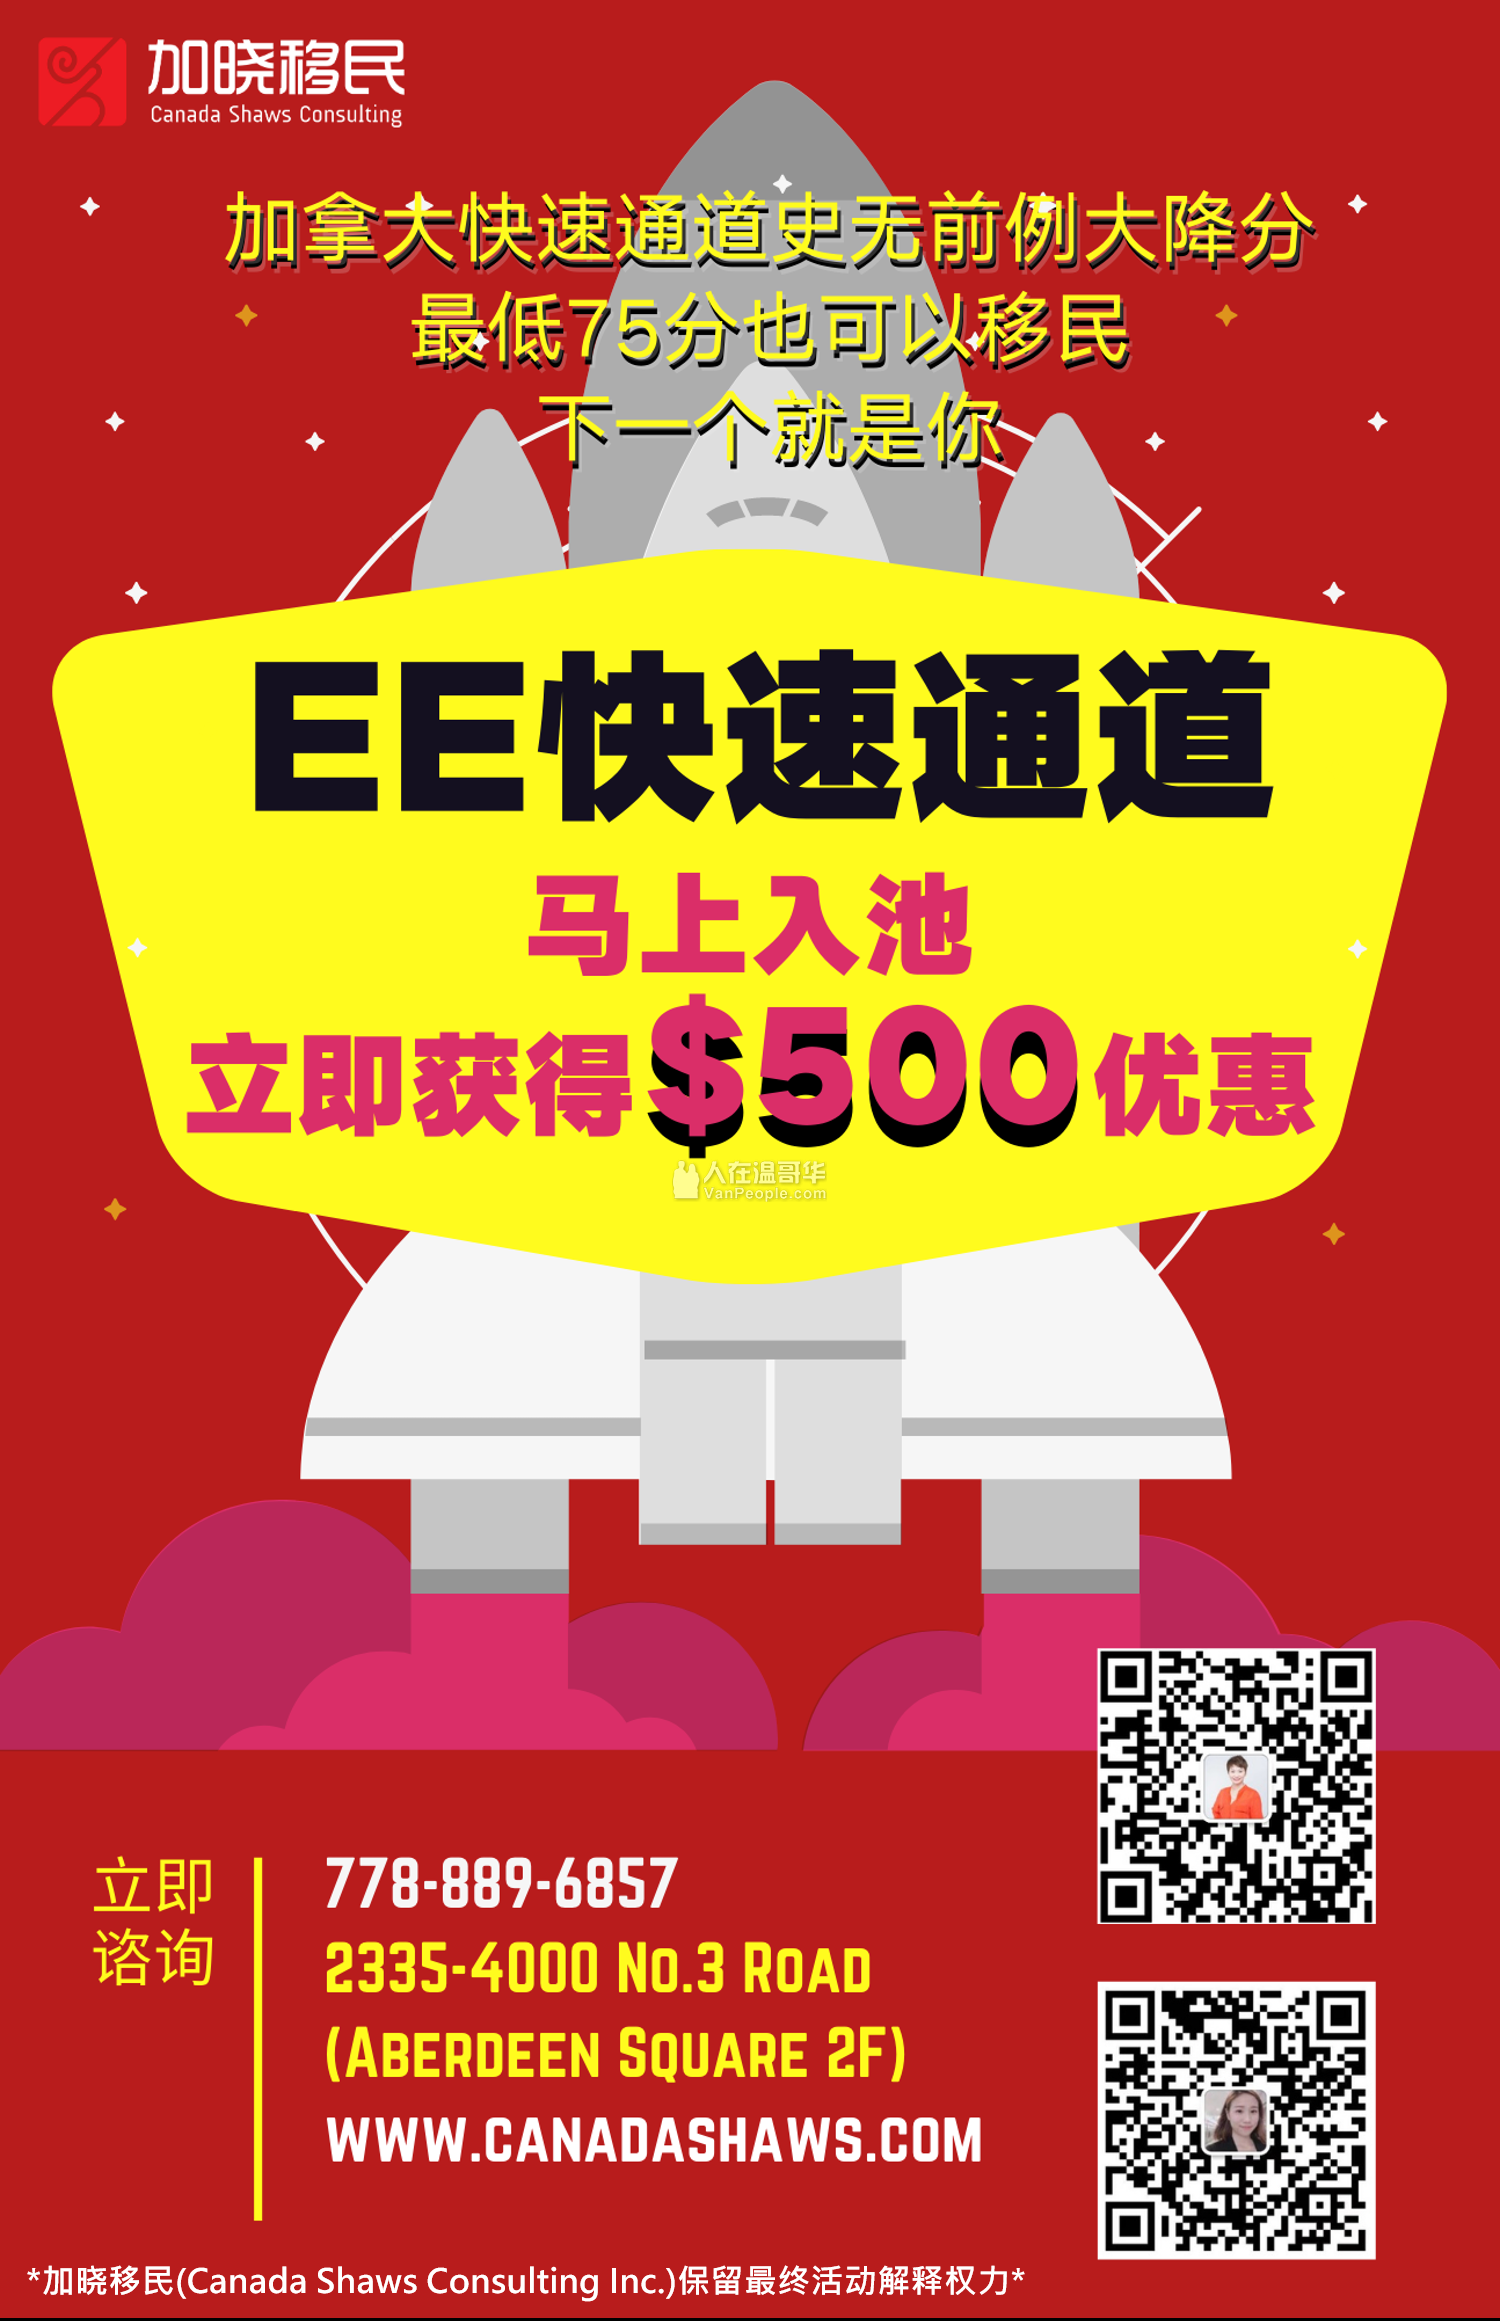 加晓移民
Canada Shaws Consulting
加拿大快速通道史无前例大降分
最低75分也可以移民
下一个就是你
EE快速通道
马上入池
立即获得$500优惠
人在温哥华
VanPeople.com
立即
谘询
778-889-6857
2335-4000 No.3 Road
(Aberdeen Square 2F)
WWW.CANADASHAWS.COM
*加晓移民(Canada Shaws Consulting Inc.)保留最终活动解释权力*